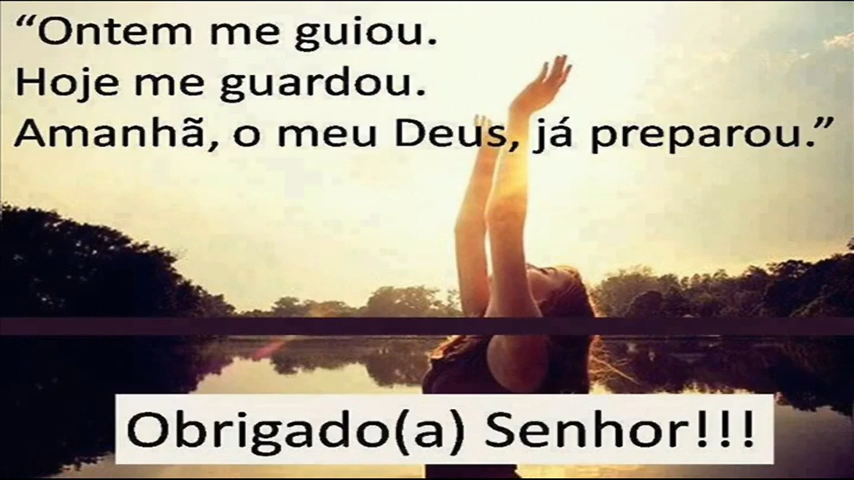 “Ontem me guiou.
Hoje me guardou.
Amanhã, o meu Deus, já preparou.”
Obrigado(a) Senhor!!!